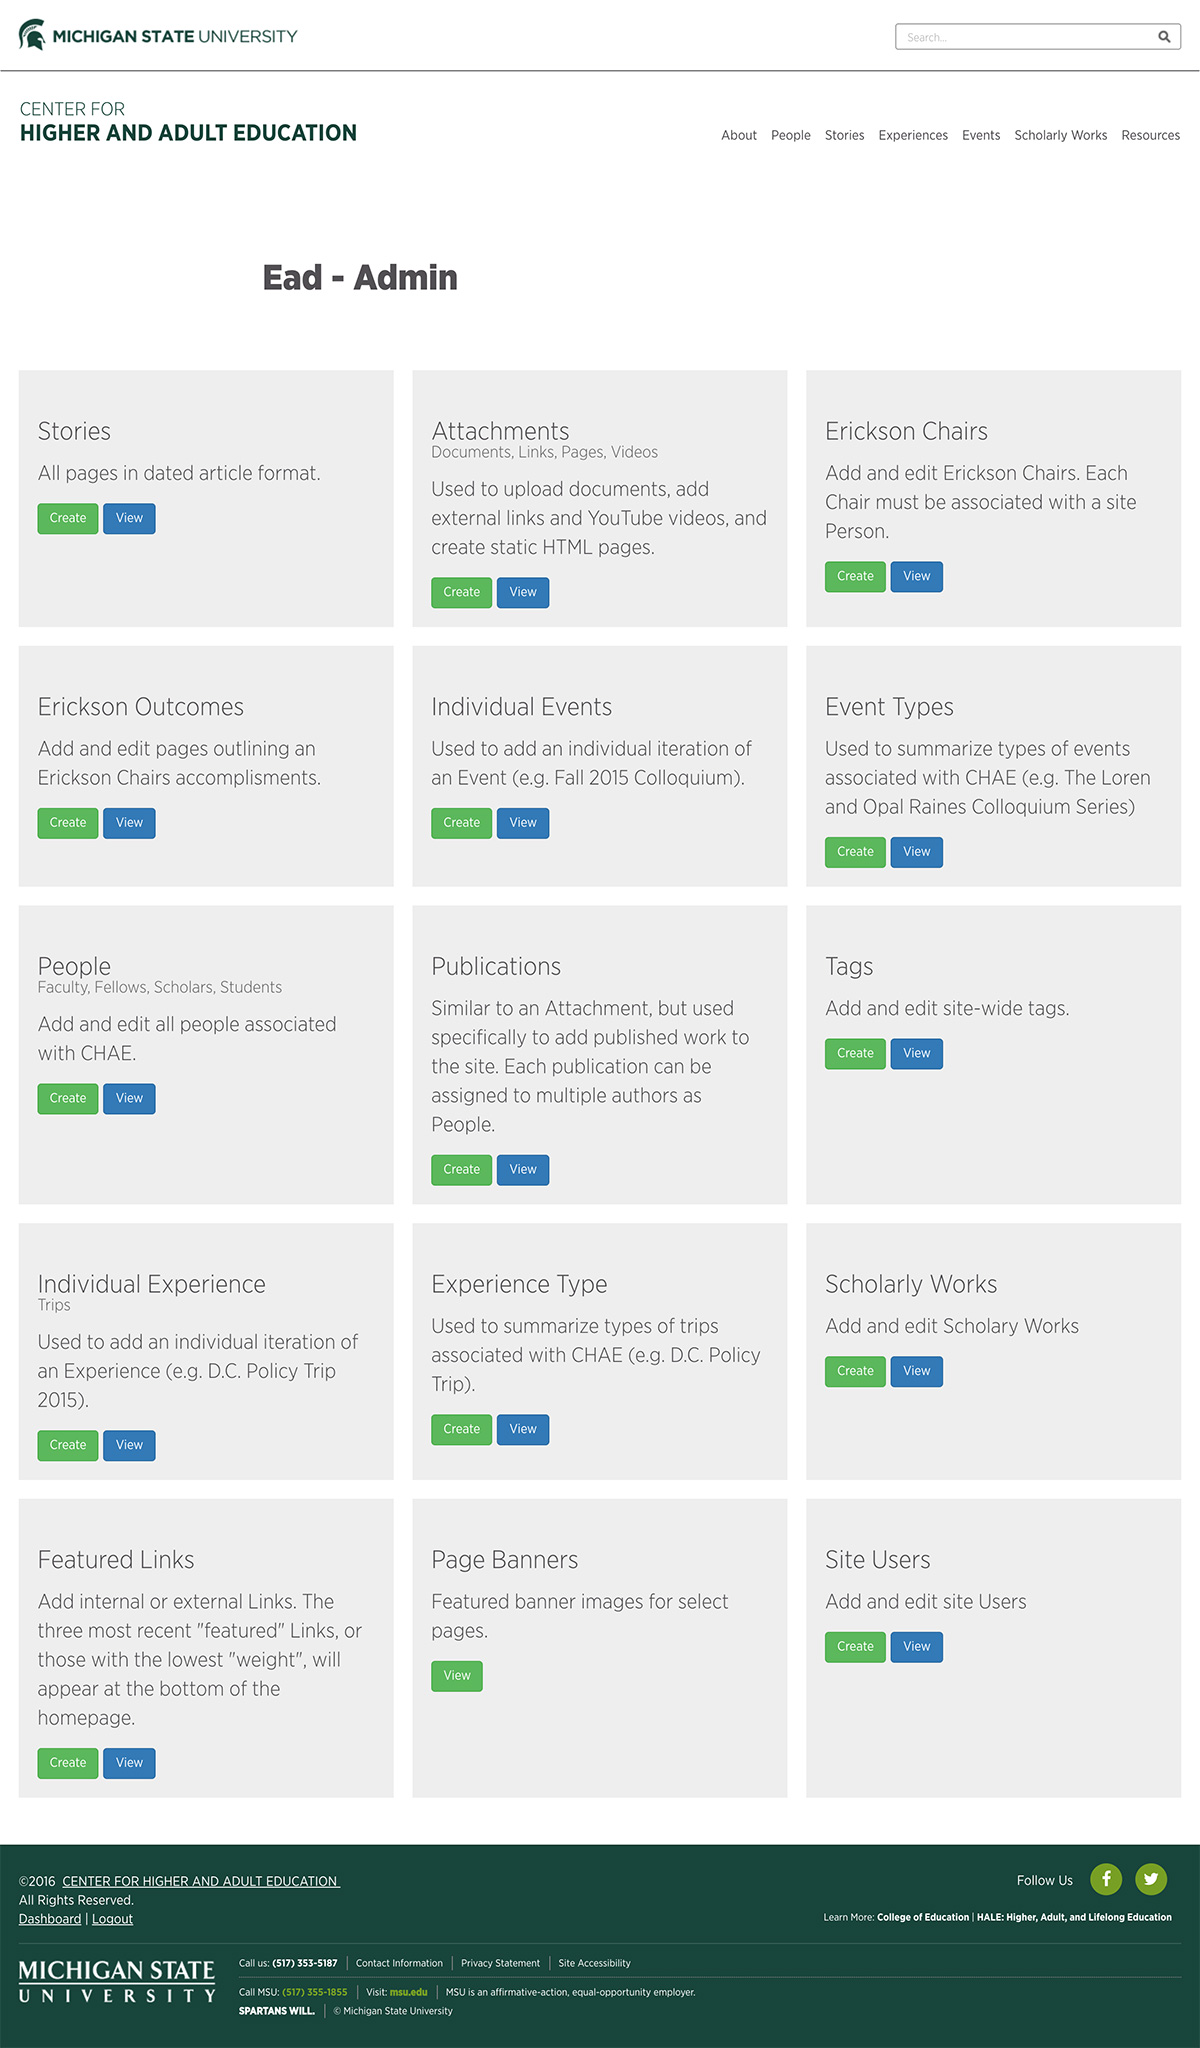 MICHIGAN STATE UNIVERSITY
Search...
CENTER FOR
HIGHER AND ADULT EDUCATION
About People Stories Experiences Events Scholarly Works Resources
Ead - Admin
Stories
All pages in dated article format.
Create View
Attachments
Documents, Links, Pages, Videos
Used to upload documents, add
external links and YouTube videos, and
create static HTML pages.
Create View
Erickson Chairs
Add and edit Erickson Chairs. Each
Chair must be associated with a site
Person.
Create View
Erickson Outcomes
Add and edit pages outlining an
Erickson Chairs accomplisments.
Create View
Individual Events
Used to add an individual iteration of
an Event (e.g. Fall 2015 Colloquium).
Create View
Event Types
Used to summarize types of events
associated with CHAE (e.g. The Loren
and Opal Raines Colloquium Series)
Create View
People
Faculty, Fellows, Scholars, Students
Add and edit all people associated
with CHAE.
Create View
Publications
Similar to an Attachment, but used
specifically to add published work to
the site. Each publication can be
assigned to multiple authors as
People.
Create View
Tags
Add and edit site-wide tags.
Create View
Individual Experience
Trips
Used to add an individual iteration of
an Experience (e.g. D.C. Policy Trip
2015).
Create View
Experience Type
Used to summarize types of trips
associated with CHAE (e.g. D.C. Policy
Trip).
Create View
Scholarly Works
Add and edit Scholary Works
Create View
Featured Links
Add internal or external Links. The
three most recent "featured" Links, or
those with the lowest "weight", will
appear at the bottom of the
homepage.
Create View
Page Banners
Featured banner images for select
pages.
View
Site Users
Add and edit site Users
Create View
©2016 CENTER FOR HIGHER AND ADULT EDUCATION
All Rights Reserved.
Dashboard | Logout
Follow Us
Learn More: College of Education | HALE: Higher, Adult, and Lifelong Education
MICHIGAN STATE
UNIVERSITY
Call us: (517) 353-5187 | Contact Information | Privacy Statement | Site Accessibility
Call MSU: (517) 355-1855 | Visit: msu.edu | MSU is an affirmative-action, equal-opportunity employer.
SPARTANS WILL. | © Michigan State University